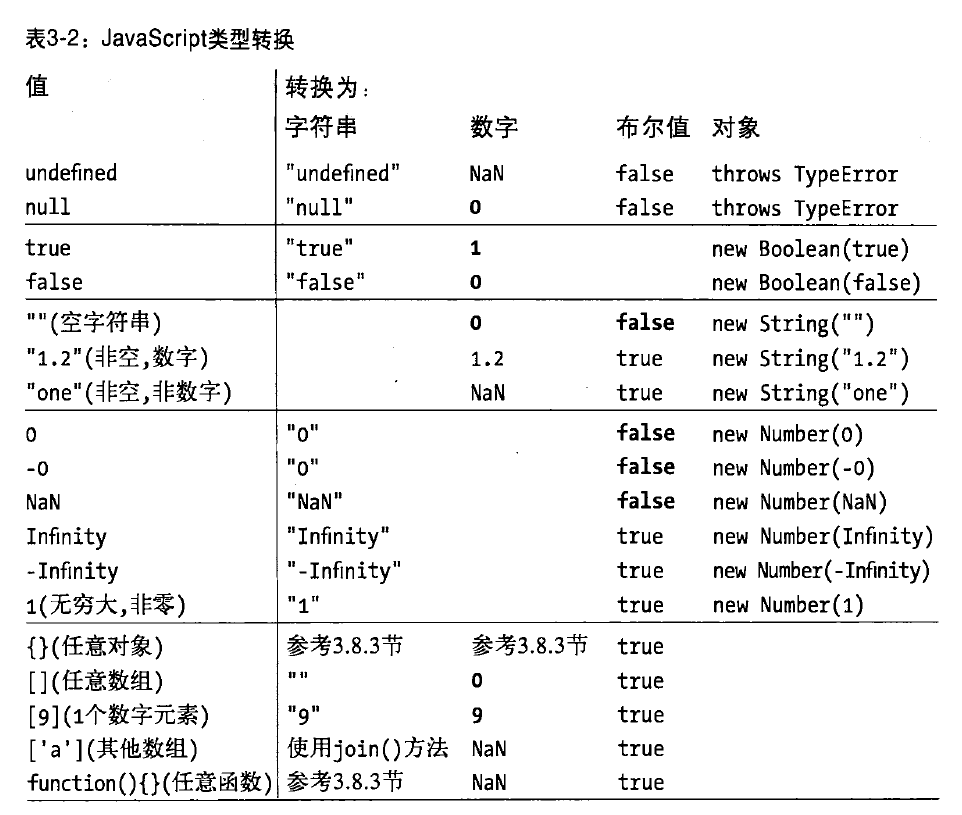 表3-2：JavaScript类型转换
值 转换为：
字符串 数字 布尔值 对象
undefined "undefined" NaN false throws TypeError
null "null" 0 false throws TypeError
true "true" 1 new Boolean(true)
false "false" 0 new Boolean(false)
""(空字符串) 0 false new String("")
"1.2"(非空,数字) 1.2 true new String("1.2")
"one"(非空,非数字) NaN true new String("one")
0 "0" false new Number(0)
-0 "0" false new Number(-0)
NaN "NaN" false new Number(NaN)
Infinity "Infinity" true new Number(Infinity)
-Infinity "-Infinity" true new Number(-Infinity)
1(无穷大,非零) "1" true new Number(1)
{}(任意对象) 参考3.8.3节 参考3.8.3节 true
[](任意数组) "" 0 true
[9](1个数字元素) "9" 9 true
['a'](其他数组) 使用join()方法 NaN true
function(){}(任意函数) 参考3.8.3节 NaN true